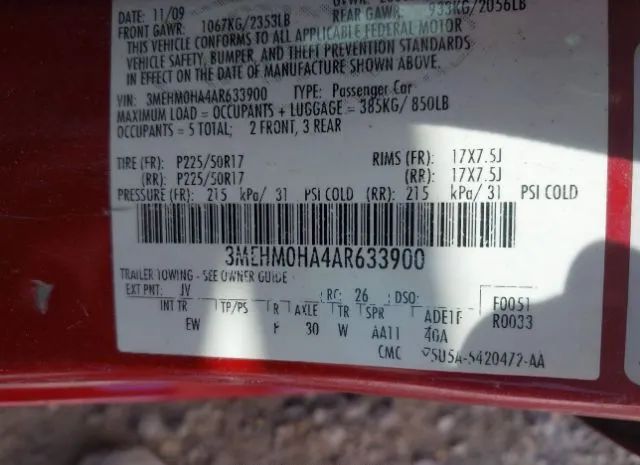 DATE: 11/09
FRONT GAWR: 1067KG/2353LB REAR GAWR: 933KG/2056LB
THIS VEHICLE CONFORMS TO ALL APPLICABLE FEDERAL MOTOR
VEHICLE SAFETY, BUMPER, AND THEFT PREVENTION STANDARDS
IN EFFECT ON THE DATE OF MANUFACTURE SHOWN ABOVE.
VIN: 3MEHM0HA4AR633900 TYPE: Passenger Car
MAXIMUM LOAD = OCCUPANTS + LUGGAGE = 385KG/ 850LB
OCCUPANTS = 5 TOTAL; 2 FRONT, 3 REAR
TIRE (FR): P225/50R17 RIMS (FR): 17X7.5J
(RR): P225/50R17 (RR): 17X7.5J
PRESSURE (FR): 215 kPa/ 31 PSI COLD (RR): 215 kPa/ 31 PSI COLD
3MEHM0HA4AR633900
TRAILER TOWING - SEE OWNER GUIDE
EXT PNT: JV RC: 26 DSO: F0051
INT TR TP/PS R AXLE TR SPR R0033
EW 30 W AA11
CMC